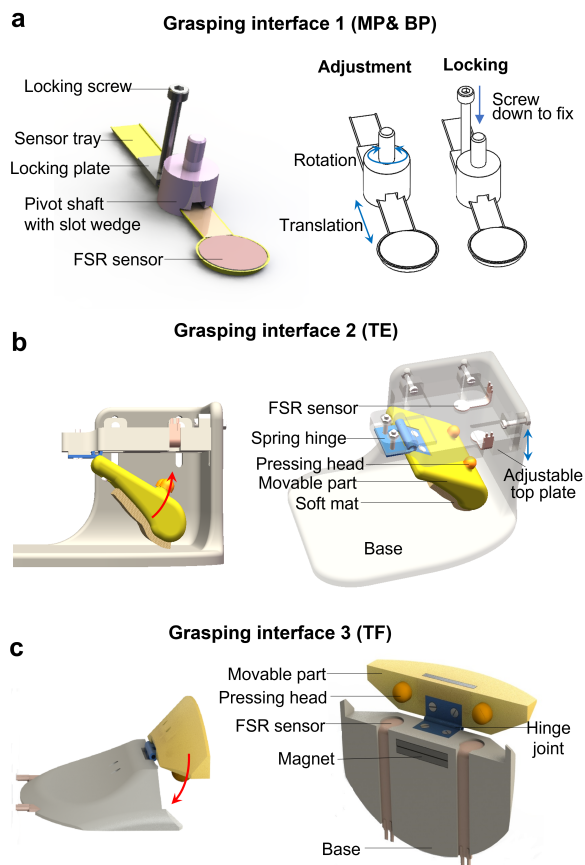 a
Grasping interface 1 (MP& BP)
Locking screw
Sensor tray
Locking plate
Pivot shaft
with slot wedge
FSR sensor
Adjustment
Locking
Screw
down to fix
Rotation
Translation
Grasping interface 2 (TE)
b
FSR sensor
Spring hinge
Pressing head
Movable part
Soft mat
Adjustable
top plate
Base
Grasping interface 3 (TF)
c
Movable part
Pressing head
FSR sensor
Hinge
joint
Magnet
Base